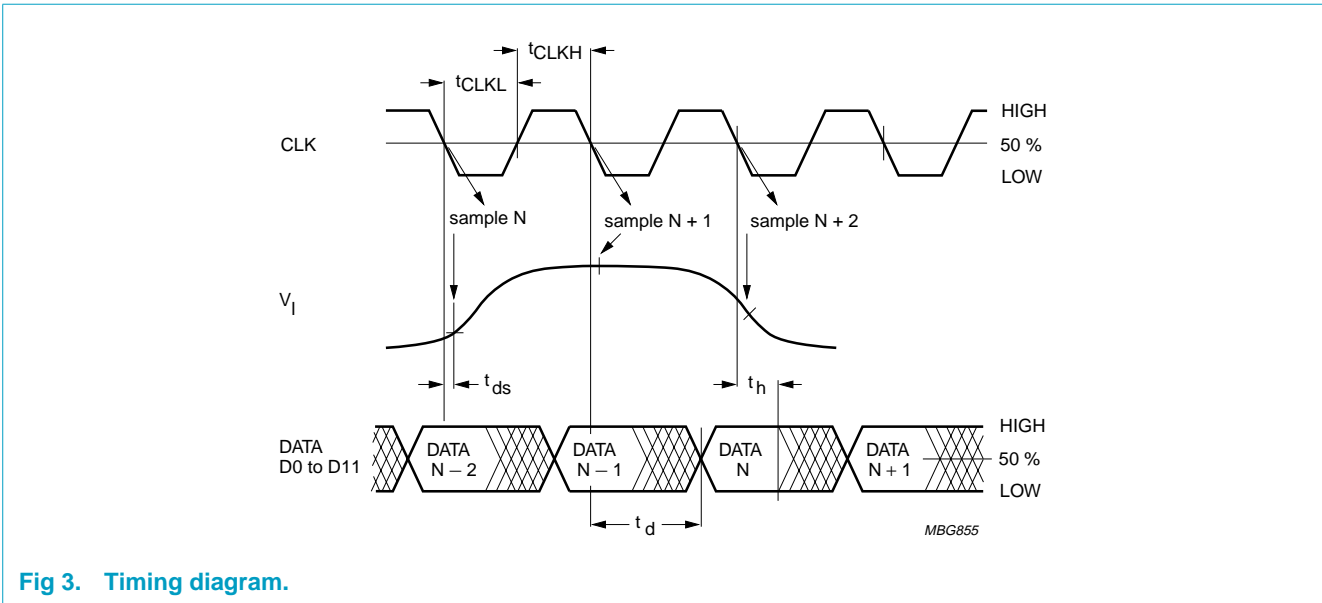 tCLKH
tCLKL
HIGH
CLK
50 %
LOW
sample N
sample N + 1
sample N + 2
VI
tds
th
HIGH
DATA
D0 to D11
DATA
N − 2
DATA
N − 1
DATA
N
DATA
N + 1
50 %
LOW
td
MBG855
Fig 3. Timing diagram.